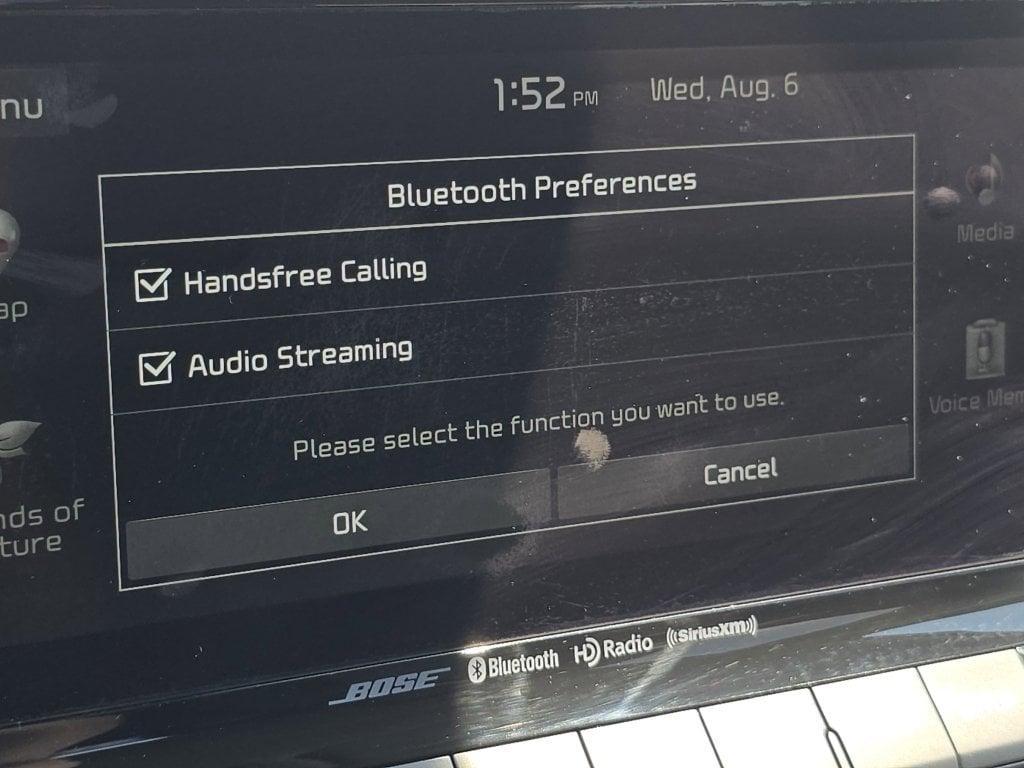 nu
1:52 PM
Wed, Aug. 6
Bluetooth Preferences
Handsfree Calling
Audio Streaming
Please select the function you want to use.
OK
Cancel
ap
nds of
ture
Media
Voice Mem
BOSE
Bluetooth
HD Radio
((SiriusXM))